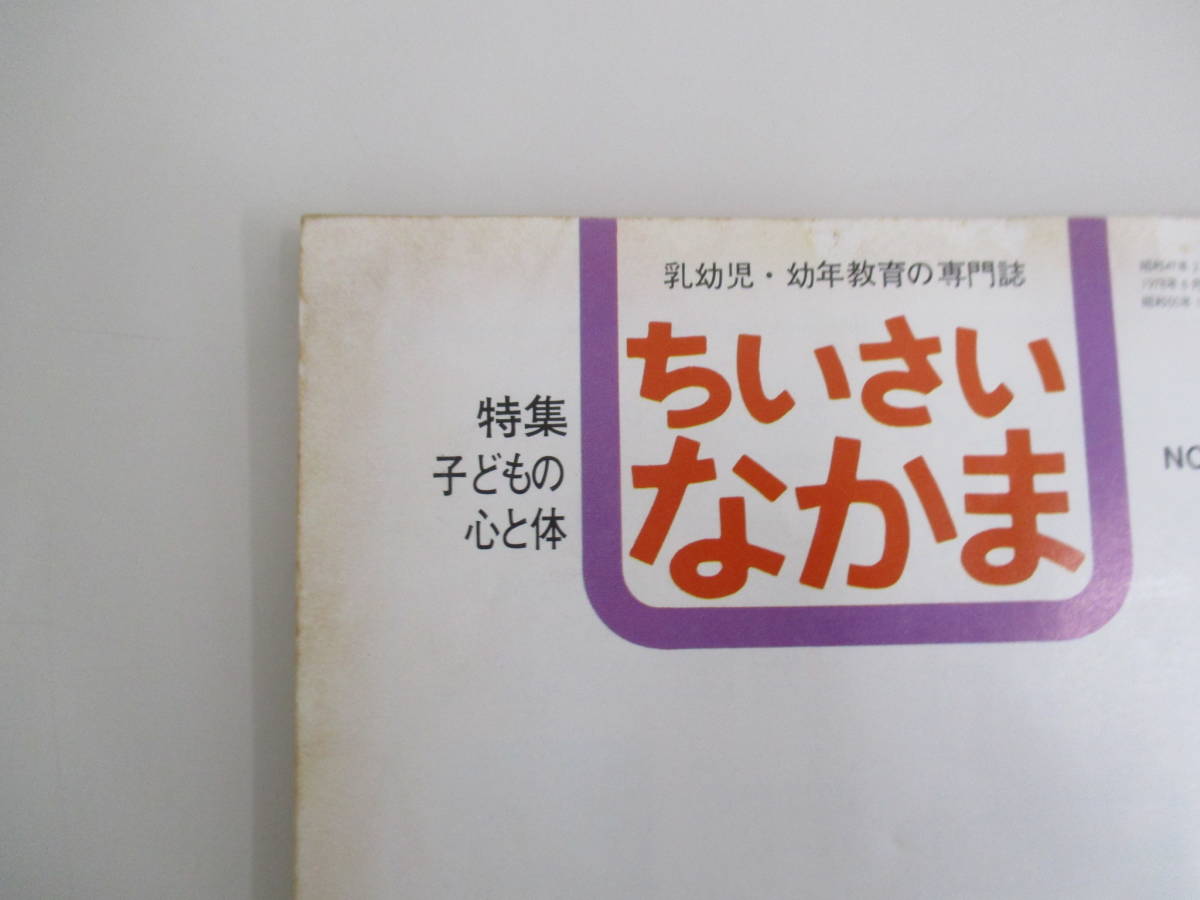 乳幼児・幼年教育の専門誌
ちいさい
なかま
特集
子どもの
心と体
NO